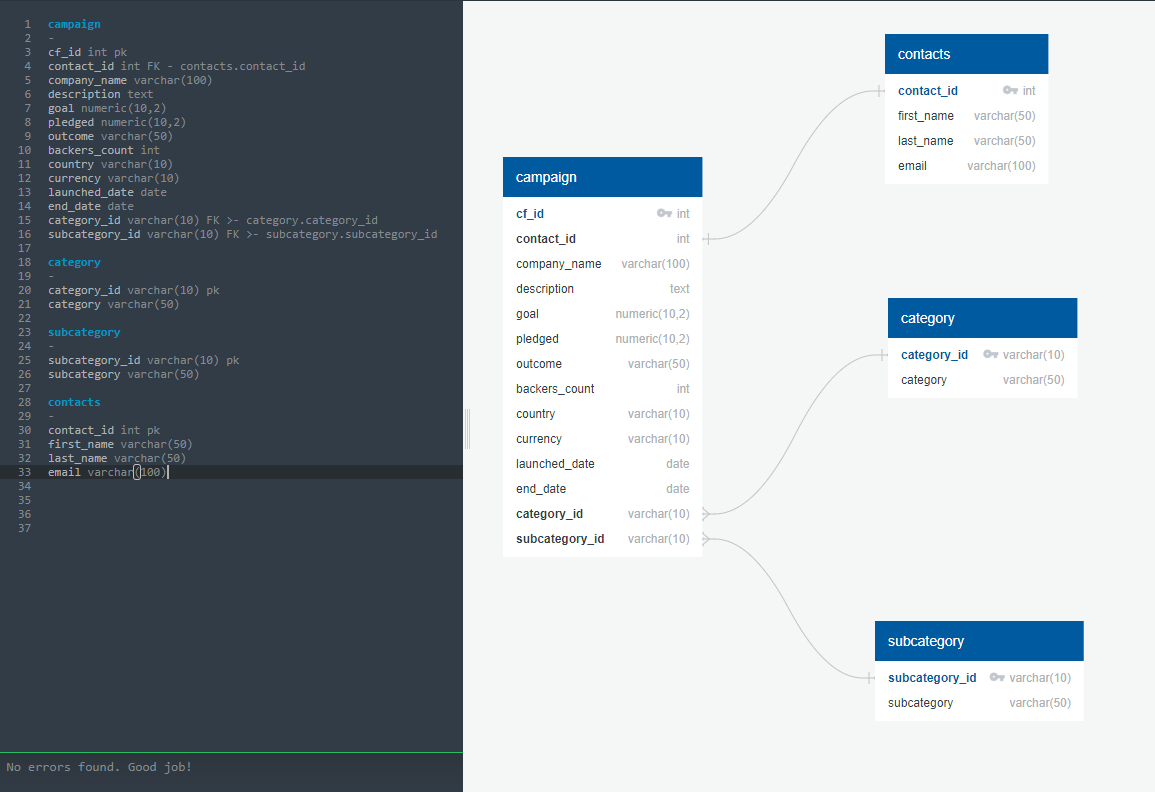 1 campaign
2 -
3 cf_id int pk
4 contact_id int FK - contacts.contact_id
5 company_name varchar(100)
6 description text
7 goal numeric(10,2)
8 pledged numeric(10,2)
9 outcome varchar(50)
10 backers_count int
11 country varchar(10)
12 currency varchar(10)
13 launched_date date
14 end_date date
15 category_id varchar(10) FK >- category.category_id
16 subcategory_id varchar(10) FK >- subcategory.subcategory_id
17
18 category
19 -
20 category_id varchar(10) pk
21 category varchar(50)
22
23 subcategory
24 -
25 subcategory_id varchar(10) pk
26 subcategory varchar(50)
27
28 contacts
29 -
30 contact_id int pk
31 first_name varchar(50)
32 last_name varchar(50)
33 email varchar(100)
34
35
36
37
No errors found. Good job!
campaign
cf_id int
contact_id int
company_name varchar(100)
description text
goal numeric(10,2)
pledged numeric(10,2)
outcome varchar(50)
backers_count int
country varchar(10)
currency varchar(10)
launched_date date
end_date date
category_id varchar(10)
subcategory_id varchar(10)
contacts
contact_id int
first_name varchar(50)
last_name varchar(50)
email varchar(100)
category
category_id varchar(10)
category varchar(50)
subcategory
subcategory_id varchar(10)
subcategory varchar(50)